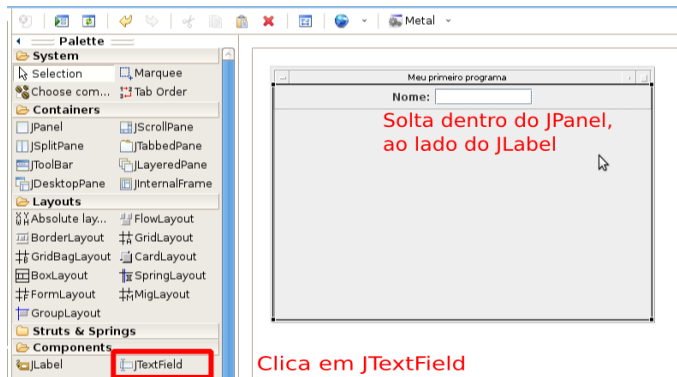 Metal
Palette
System
Selection Marquee
Choose com... Tab Order
Containers
JPanel JScrollPane
JSplitPane JTabbedPane
JToolBar JLayeredPane
JDesktopPane JInternalFrame
Layouts
Absolute lay... FlowLayout
BorderLayout GridLayout
GridBagLayout CardLayout
BoxLayout SpringLayout
FormLayout MigLayout
GroupLayout
Struts & Springs
Components
JLabel JTextField
Meu primeiro programa
Nome:
Solta dentro do JPanel,
ao lado do JLabel
Clica em JTextField